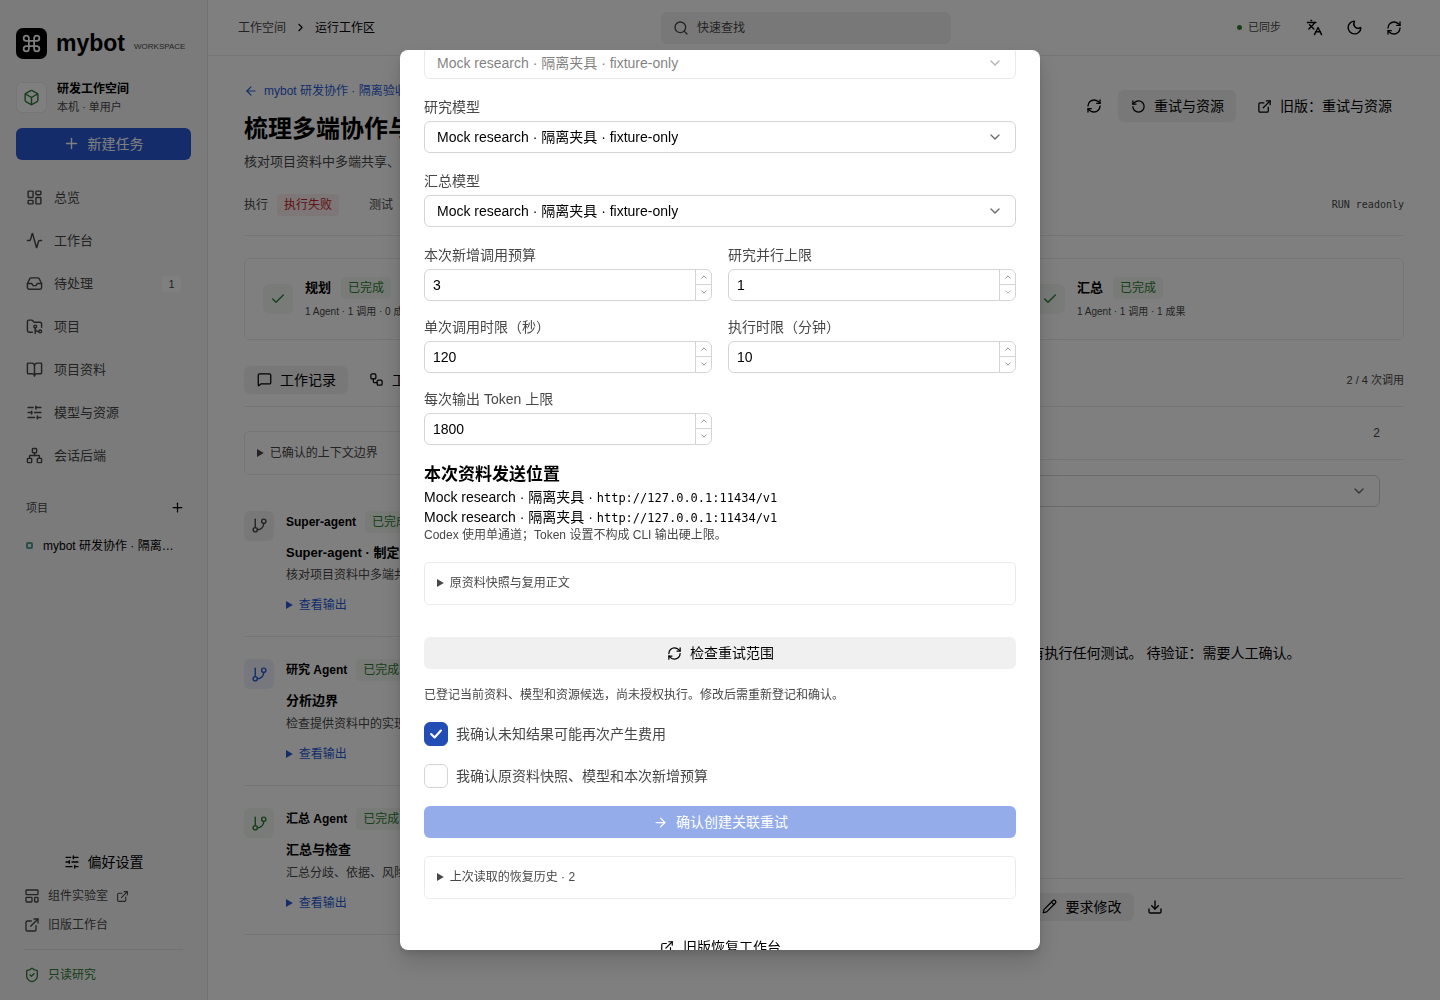 mybot WORKSPACE
研发工作空间
本机 · 单用户
新建任务
总览
工作台
待处理 1
项目
项目资料
模型与资源
会话后端
项目
mybot 研发协作 · 隔离…
偏好设置
组件实验室
旧版工作台
只读研究
工作空间 运行工作区
快速查找
已同步
mybot 研发协作 · 隔离验收
重试与资源
旧版：重试与资源
梳理多端协作与
核对项目资料中多端共享、
执行 执行失败 测试
RUN readonly
规划 已完成
1 Agent · 1 调用 · 0 成
汇总 已完成
1 Agent · 1 调用 · 1 成果
工作记录
2 / 4 次调用
已确认的上下文边界
2
Super-agent 已完成
Super-agent · 制定
核对项目资料中多端共
查看输出
研究 Agent 已完成
分析边界
检查提供资料中的实现
查看输出
汇总 Agent 已完成
汇总与检查
汇总分歧、依据、风险
查看输出
有执行任何测试。 待验证：需要人工确认。
要求修改
Mock research · 隔离夹具 · fixture-only
研究模型
Mock research · 隔离夹具 · fixture-only
汇总模型
Mock research · 隔离夹具 · fixture-only
本次新增调用预算
3
研究并行上限
1
单次调用时限（秒）
120
执行时限（分钟）
10
每次输出 Token 上限
1800
本次资料发送位置
Mock research · 隔离夹具 · http://127.0.0.1:11434/v1
Mock research · 隔离夹具 · http://127.0.0.1:11434/v1
Codex 使用单通道；Token 设置不构成 CLI 输出硬上限。
原资料快照与复用正文
检查重试范围
已登记当前资料、模型和资源候选，尚未授权执行。修改后需重新登记和确认。
我确认未知结果可能再次产生费用
我确认原资料快照、模型和本次新增预算
确认创建关联重试
上次读取的恢复历史 · 2
旧版恢复工作台